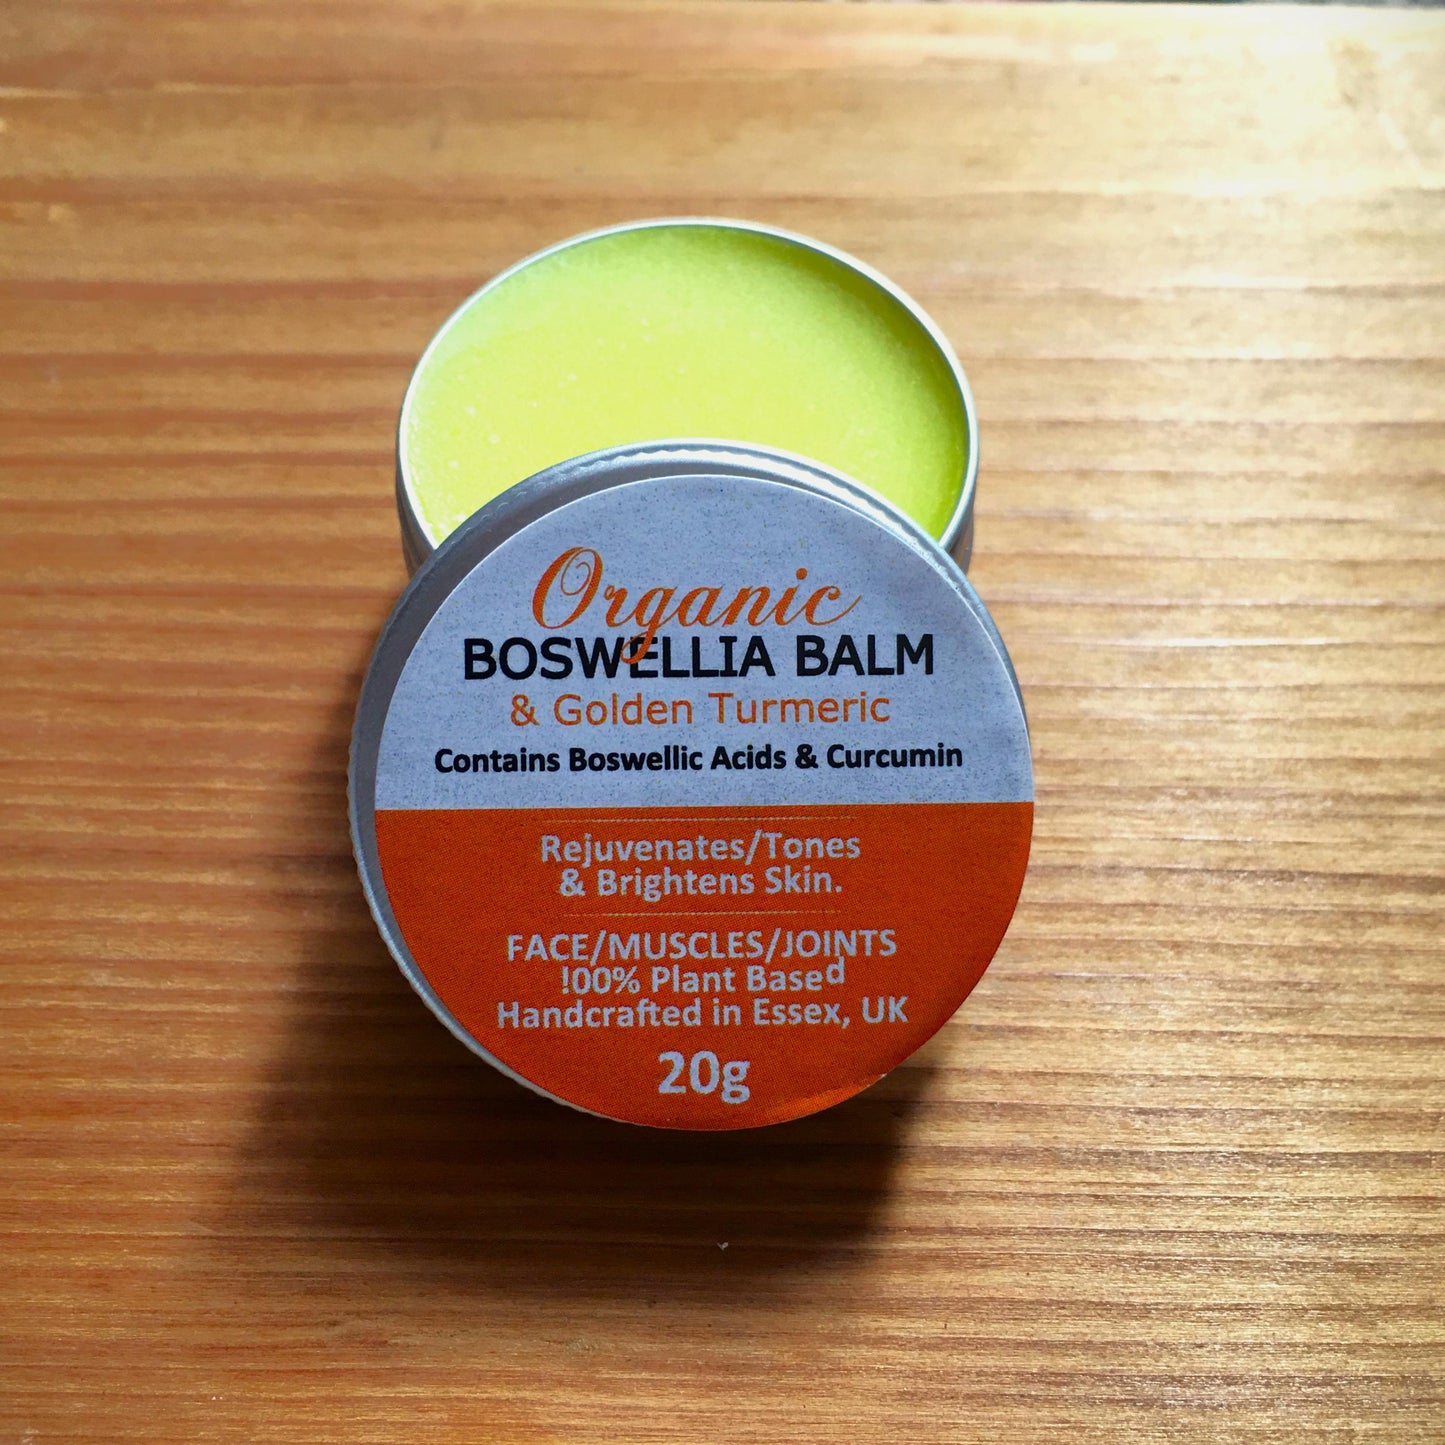 Organic
BOSWELLIA BALM
& Golden Turmeric
Contains Boswellic Acids & Curcumin
Rejuvenates/Tones
& Brightens Skin.
FACE/MUSCLES/JOINTS
!00% Plant Based
Handcrafted in Essex, UK
20g